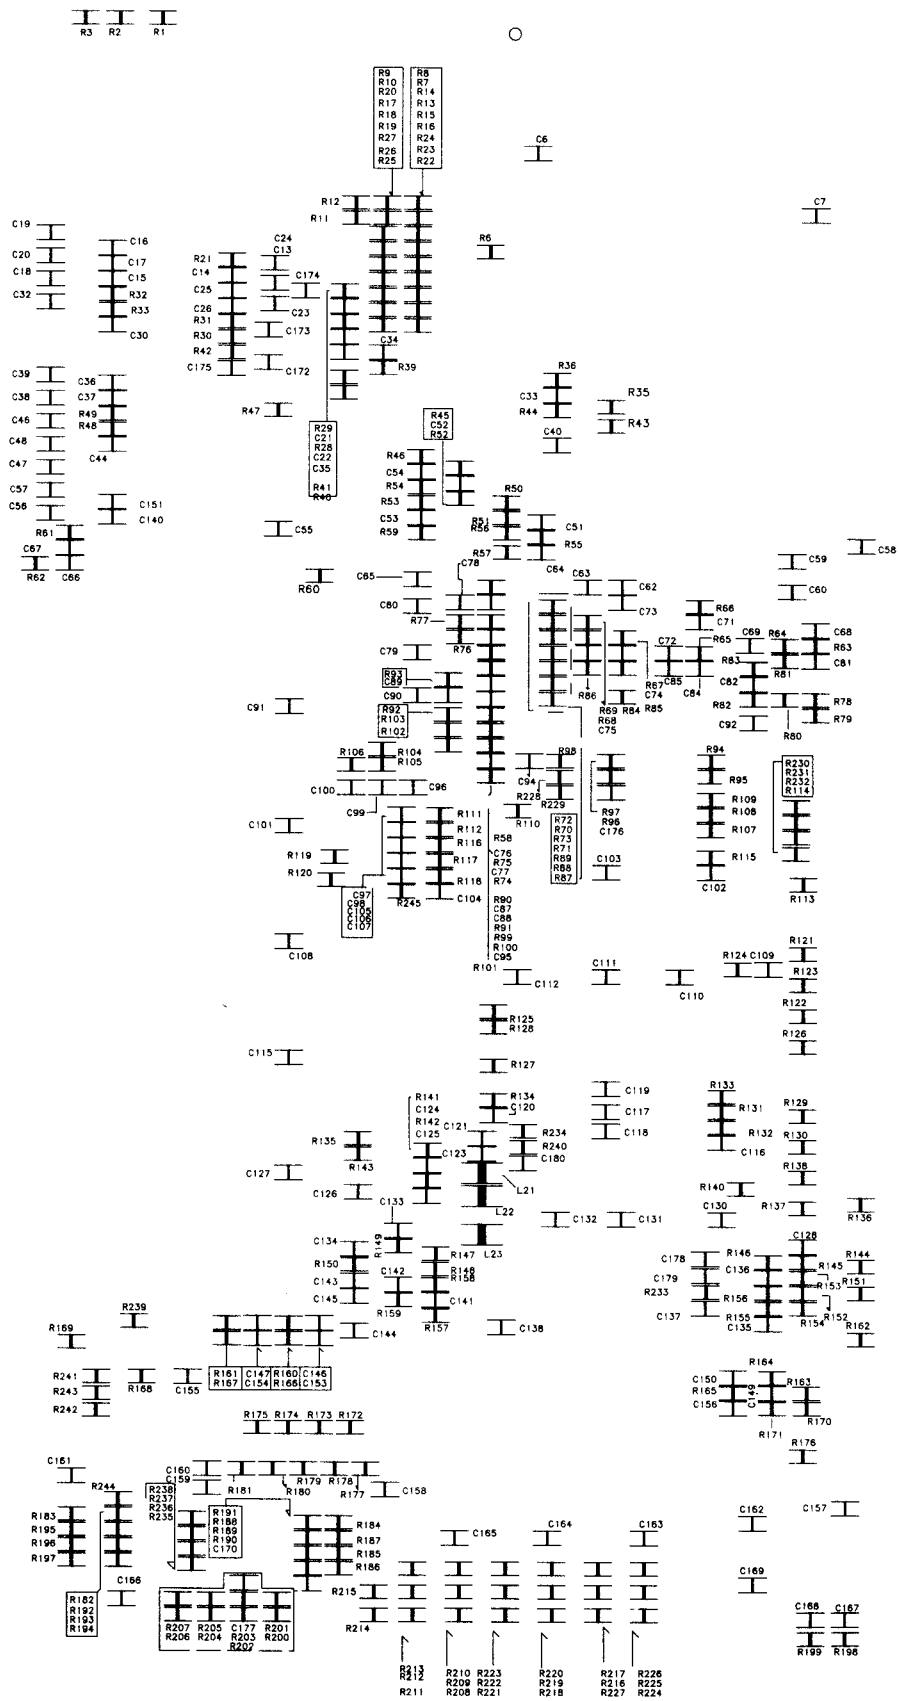 R3 R2 R1
R9 R8
R10 R7
R20 R14
R17 R13
R18 R15
R19 R16
R27 R24
R26 R23
R25 R22
C6
R12
R11
C7
C19
C16
C24
C13
R6
C20
C17
R21
C18
C15
C14
C174
C32
R32
C25
R33
C26
C23
R31
C173
C30
R30
C34
R42
C175
C172
R39
C39
C36
R36
C38
C37
C33
R35
R49
R47
R44
R43
C46
R48
R45
C52
R52
C48
C44
C40
R29
C21
R28
C22
C35
R41
R40
C47
R46
C54
C57
R54
R50
C56
C151
C140
R53
C53
R59
R51
R56
C51
R55
R61
C55
C67
R62
C66
R57
C78
C64
C58
C59
R60
C65
C63
C62
C60
C80
R77
C73
R66
C71
C79
R76
C72
R65
C69
R64
C68
R63
C81
R93
C89
C90
R86
R67
C74
C85
C84
R83
C82
R81
C91
R92
R103
R102
R69
R68
C75
R84
R85
R82
C92
R80
R78
R79
R106
R104
R105
R98
R94
R230
R231
R232
R114
C94
R95
C100
C96
R228
R229
R97
R96
C176
C99
R109
R108
R107
C101
R111
R112
R116
R110
R72
R70
R73
R71
R89
R88
R87
R58
C76
R75
C77
R74
R119
R117
C103
R115
R120
R118
C102
R113
C97
C98
C105
C106
C107
R245
C104
R90
C87
C88
R91
R99
R100
C95
R101
C108
R121
R124 C109
C111
R123
C112
C110
R122
R125
R128
R126
C115
R127
C119
R133
R141
C124
R142
C125
R134
C120
C117
R131
R129
C121
R234
C118
R132
R130
R135
C123
R240
C116
R143
C180
C127
R138
L21
R140
C126
R137
L22
C133
C132
C131
C130
R136
R149
L23
C134
R147
C178
R146
C128
R144
R150
R148
C136
R145
C142
R158
C179
R153
R151
C143
R233
R156
C145
C141
R159
C137
R155
R154
R152
R239
R157
C135
R169
C144
C138
R162
R161 C147 R160 C146
R167 C154 R166 C153
R164
R241
R168
C155
C150
R163
R243
R165
C149
R242
C156
R171
R170
R175 R174 R173 R172
R176
C161
C160
C159
R181 R180 R179 R178 R177
C158
R244
R238
R237
R236
R235
R183
R191
R188
R189
R190
C170
R184
C162
C157
R195
R187
C165
C164
C163
R196
R185
R197
R186
R182
R192
R193
R194
C166
R215
C169
R207 R205 C177 R201
R206 R204 R203 R200
R202
R214
C168 C167
R199 R198
R213 R210 R223 R220 R217 R226
R212 R209 R222 R219 R216 R225
R211 R208 R221 R218 R227 R224